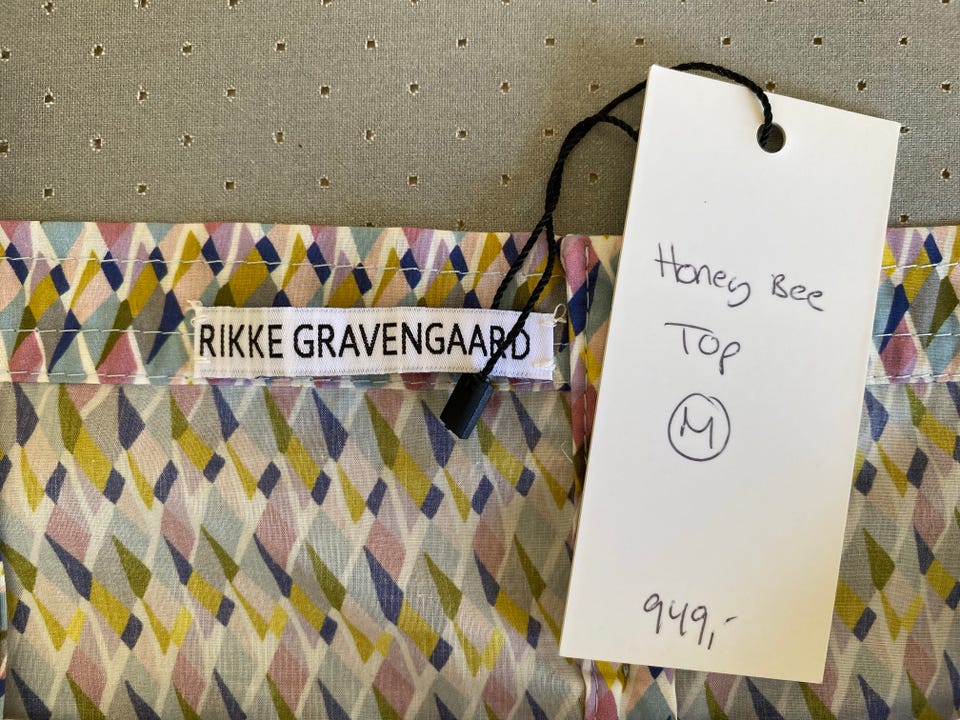 RIKKE GRAVENGAARD
Honey Bee
Top
M
949,-